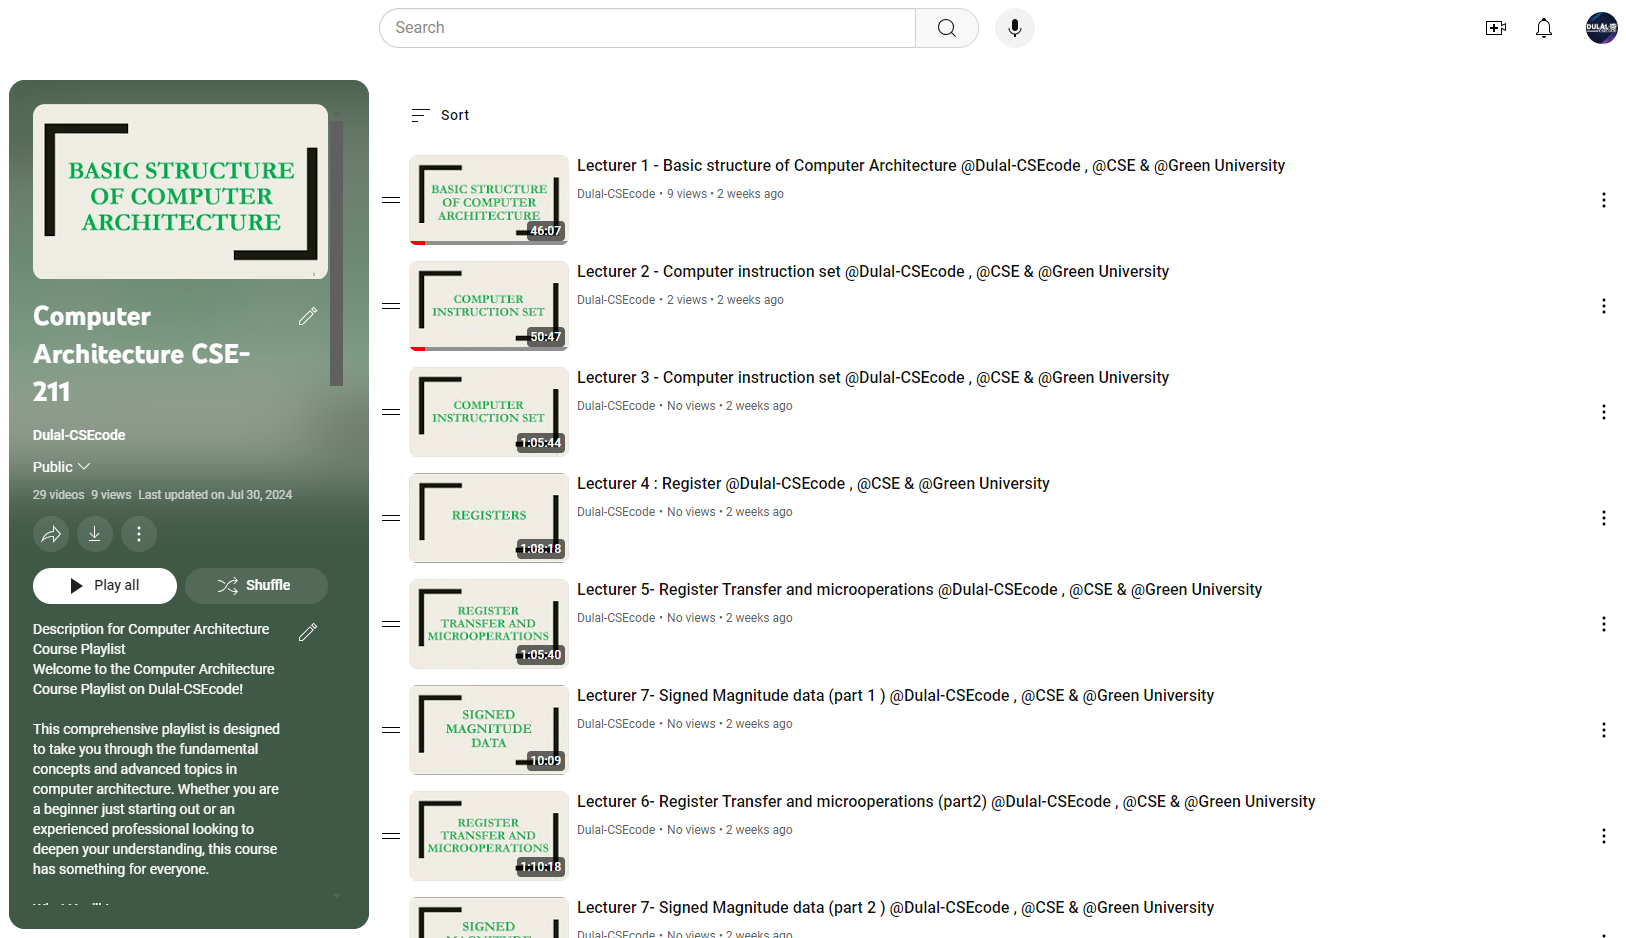 Search
DULAL
Sort
BASIC STRUCTURE
OF COMPUTER
ARCHITECTURE
Computer
Architecture CSE-
211
Dulal-CSEcode
Public
29 videos 9 views Last updated on Jul 30, 2024
Play all
Shuffle
Description for Computer Architecture
Course Playlist
Welcome to the Computer Architecture
Course Playlist on Dulal-CSEcode!
This comprehensive playlist is designed
to take you through the fundamental
concepts and advanced topics in
computer architecture. Whether you are
a beginner just starting out or an
experienced professional looking to
deepen your understanding, this course
has something for everyone.
BASIC STRUCTURE
OF COMPUTER
ARCHITECTURE
46:07
Lecturer 1 - Basic structure of Computer Architecture @Dulal-CSEcode , @CSE & @Green University
Dulal-CSEcode • 9 views • 2 weeks ago
COMPUTER
INSTRUCTION SET
50:47
Lecturer 2 - Computer instruction set @Dulal-CSEcode , @CSE & @Green University
Dulal-CSEcode • 2 views • 2 weeks ago
COMPUTER
INSTRUCTION SET
1:05:44
Lecturer 3 - Computer instruction set @Dulal-CSEcode , @CSE & @Green University
Dulal-CSEcode • No views • 2 weeks ago
REGISTERS
1:08:18
Lecturer 4 : Register @Dulal-CSEcode , @CSE & @Green University
Dulal-CSEcode • No views • 2 weeks ago
REGISTER
TRANSFER AND
MICROOPERATIONS
1:05:40
Lecturer 5- Register Transfer and microoperations @Dulal-CSEcode , @CSE & @Green University
Dulal-CSEcode • No views • 2 weeks ago
SIGNED
MAGNITUDE
DATA
10:09
Lecturer 7- Signed Magnitude data (part 1 ) @Dulal-CSEcode , @CSE & @Green University
Dulal-CSEcode • No views • 2 weeks ago
REGISTER
TRANSFER AND
MICROOPERATIONS
1:10:18
Lecturer 6- Register Transfer and microoperations (part2) @Dulal-CSEcode , @CSE & @Green University
Dulal-CSEcode • No views • 2 weeks ago
SIGNED
MAGNITUDE
Lecturer 7- Signed Magnitude data (part 2 ) @Dulal-CSEcode , @CSE & @Green University
Dulal-CSEcode • No views • 2 weeks ago